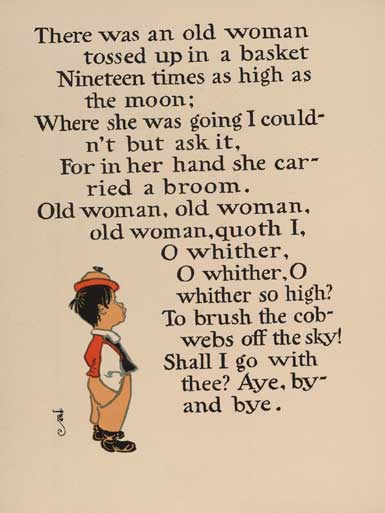 There was an old woman
tossed up in a basket
Nineteen times as high as
the moon;
Where she was going I could-
n't but ask it,
For in her hand she car-
ried a broom.
Old woman, old woman,
old woman, quoth I,
O whither,
O whither, O
whither so high?
To brush the cob-
webs off the sky!
Shall I go with
thee? Aye, by-
and bye.